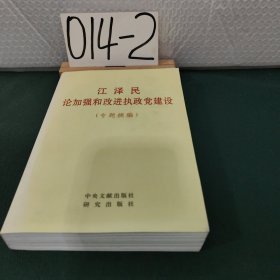 014-2
江泽民
论加强和改进执政党建设
（专题摘编）
中央文献出版社
研究出版社